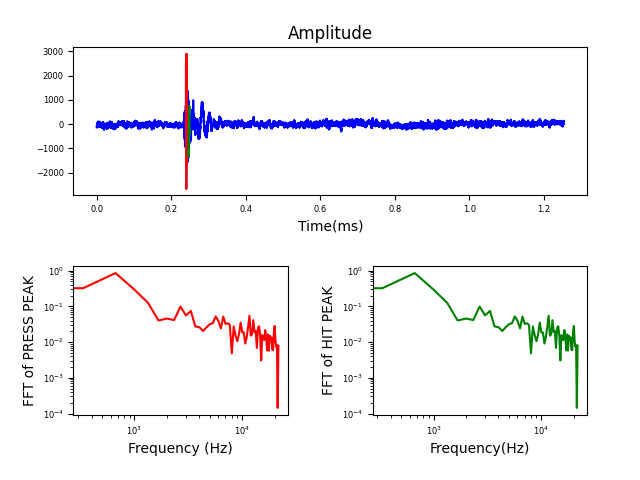 Amplitude
3000
2000
1000
0
−1000
−2000
0.0 0.2 0.4 0.6 0.8 1.0 1.2
Time(ms)
FFT of PRESS PEAK
10⁰
10⁻¹
10⁻²
10⁻³
10⁻⁴
10³ 10⁴
Frequency (Hz)
FFT of HIT PEAK
10⁰
10⁻¹
10⁻²
10⁻³
10⁻⁴
10³ 10⁴
Frequency(Hz)